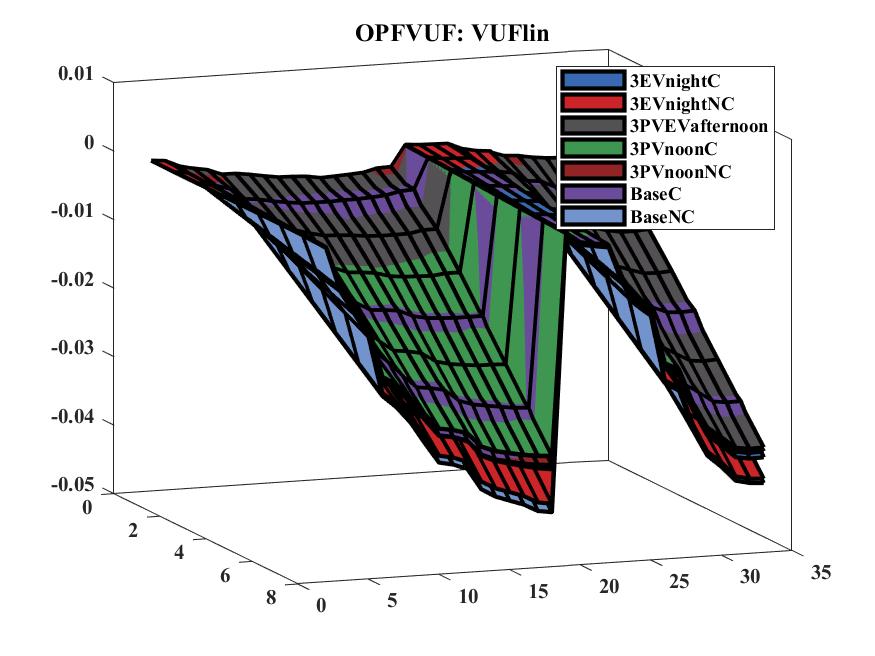 OPFVUF: VUFlin
0.01
0
-0.01
-0.02
-0.03
-0.04
-0.05
0
2
4
6
8
0
5
10
15
20
25
30
35
3EVnightC
3EVnightNC
3PVEVafternoon
3PVnoonC
3PVnoonNC
BaseC
BaseNC